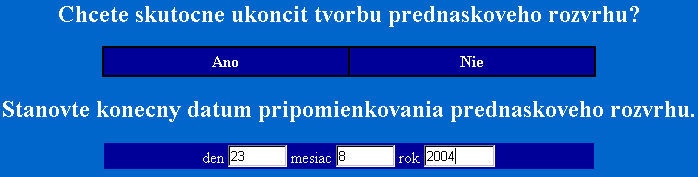 Chcete skutocne ukoncit tvorbu prednaskoveho rozvrhu?
Ano Nie
Stanovte konecny datum pripomienkovania prednaskoveho rozvrhu.
den 23 mesiac 8 rok 2004